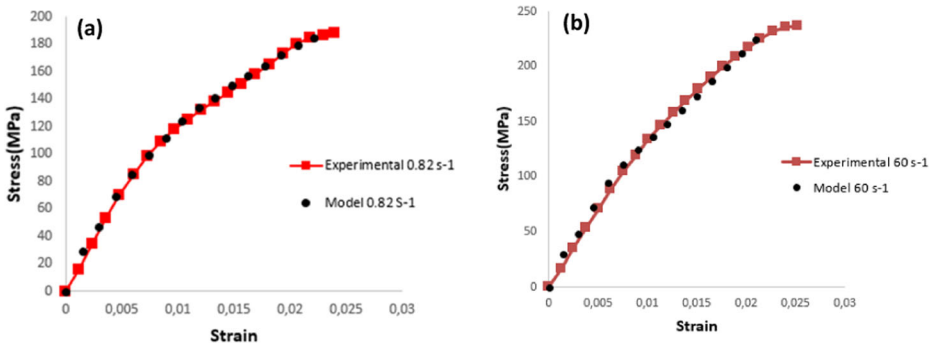 (a)
Stress(MPa)
200
180
160
140
120
100
80
60
40
20
0
0 0,005 0,01 0,015 0,02 0,025 0,03 0,03
Strain
Experimental 0.82 s-1
Model 0.82 S-1
(b)
Stress(MPa)
250
200
150
100
50
0
0 0,005 0,01 0,015 0,02 0,025 0,03
Strain
Experimental 60 s-1
Model 60 s-1